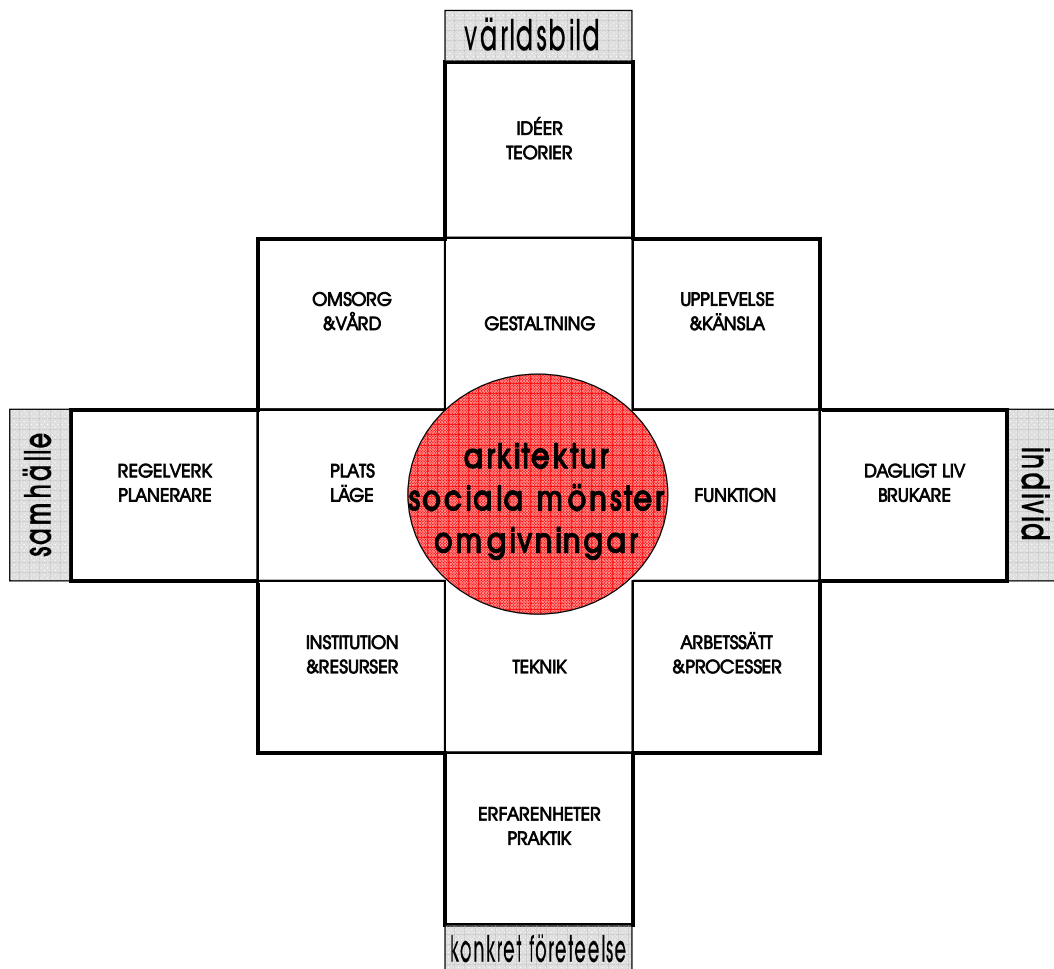 världsbild
IDÉER
TEORIER
OMSORG
&VÅRD
GESTALTNING
UPPLEVELSE
&KÄNSLA
samhälle
REGELVERK
PLANERARE
PLATS
LÄGE
arkitektur
sociala mönster
omgivningar
FUNKTION
DAGLIGT LIV
BRUKARE
individ
INSTITUTION
&RESURSER
TEKNIK
ARBETSSÄTT
&PROCESSER
ERFARENHETER
PRAKTIK
konkret företeelse